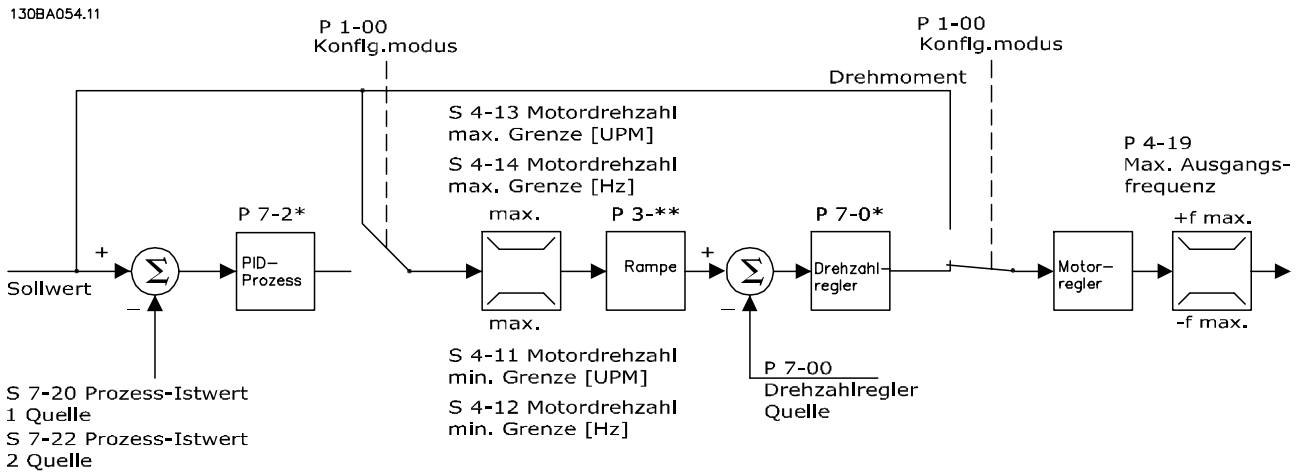 130BA054.11
P 1-00
Konfig.modus
P 1-00
Konfig.modus
Drehmoment
S 4-13 Motordrehzahl
max. Grenze [UPM]
S 4-14 Motordrehzahl
max. Grenze [Hz]
P 4-19
Max. Ausgangs-
frequenz
P 7-2*
max.
P 3-**
P 7-0*
+f max.
+
Σ
PID-
Prozess
Rampe
+
Σ
Drehzahl-
regler
Motor-
regler
Sollwert
–
max.
–
-f max.
S 7-20 Prozess-Istwert
1 Quelle
S 7-22 Prozess-Istwert
2 Quelle
S 4-11 Motordrehzahl
min. Grenze [UPM]
S 4-12 Motordrehzahl
min. Grenze [Hz]
P 7-00
Drehzahlregler
Quelle